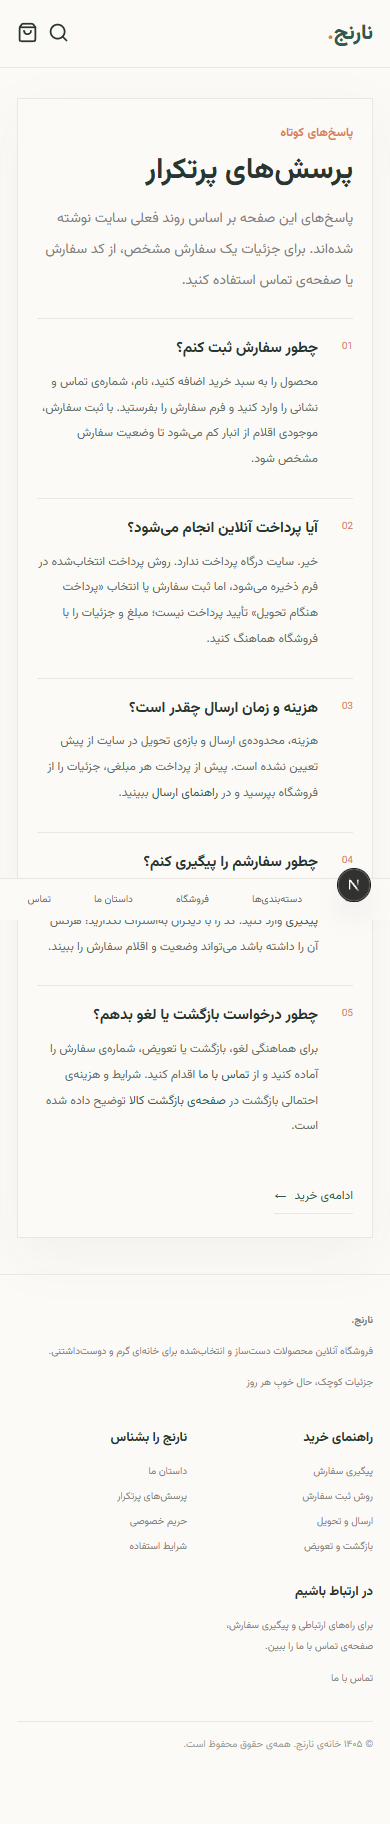 نارنج.
پاسخ‌های کوتاه
پرسش‌های پرتکرار
پاسخ‌های این صفحه بر اساس روند فعلی سایت نوشته
شده‌اند. برای جزئیات یک سفارش مشخص، از کد سفارش
یا صفحه‌ی تماس استفاده کنید.
01
چطور سفارش ثبت کنم؟
محصول را به سبد خرید اضافه کنید، نام، شماره‌ی تماس و
نشانی را وارد کنید و فرم سفارش را بفرستید. با ثبت سفارش،
موجودی اقلام از انبار کم می‌شود تا وضعیت سفارش
مشخص شود.
02
آیا پرداخت آنلاین انجام می‌شود؟
خیر. سایت درگاه پرداخت ندارد. روش پرداخت انتخاب‌شده در
فرم ذخیره می‌شود، اما ثبت سفارش یا انتخاب «پرداخت
هنگام تحویل» تأیید پرداخت نیست؛ مبلغ و جزئیات را با
فروشگاه هماهنگ کنید.
03
هزینه و زمان ارسال چقدر است؟
هزینه، محدوده‌ی ارسال و بازه‌ی تحویل در سایت از پیش
تعیین نشده است. پیش از پرداخت هر مبلغی، جزئیات را از
فروشگاه بپرسید و در راهنمای ارسال ببینید.
04
چطور سفارشم را پیگیری کنم؟
دسته‌بندی‌ها
فروشگاه
داستان ما
تماس
N
پیگیری وارد کنید. کد را با دیگران به‌اشتراک نگذارید؛ هرکس
آن را داشته باشد می‌تواند وضعیت و اقلام سفارش را ببیند.
05
چطور درخواست بازگشت یا لغو بدهم؟
برای هماهنگی لغو، بازگشت یا تعویض، شماره‌ی سفارش را
آماده کنید و از تماس با ما اقدام کنید. شرایط و هزینه‌ی
احتمالی بازگشت در صفحه‌ی بازگشت کالا توضیح داده شده
است.
ادامه‌ی خرید ←
نارنج.
فروشگاه آنلاین محصولات دست‌ساز و انتخاب‌شده برای خانه‌ای گرم و دوست‌داشتنی.
جزئیات کوچک، حال خوب هر روز
راهنمای خرید
پیگیری سفارش
روش ثبت سفارش
ارسال و تحویل
بازگشت و تعویض
نارنج را بشناس
داستان ما
پرسش‌های پرتکرار
حریم خصوصی
شرایط استفاده
در ارتباط باشیم
برای راه‌های ارتباطی و پیگیری سفارش،
صفحه‌ی تماس با ما را ببین.
تماس با ما
© ۱۴۰۵ خانه‌ی نارنج. همه‌ی حقوق محفوظ است.